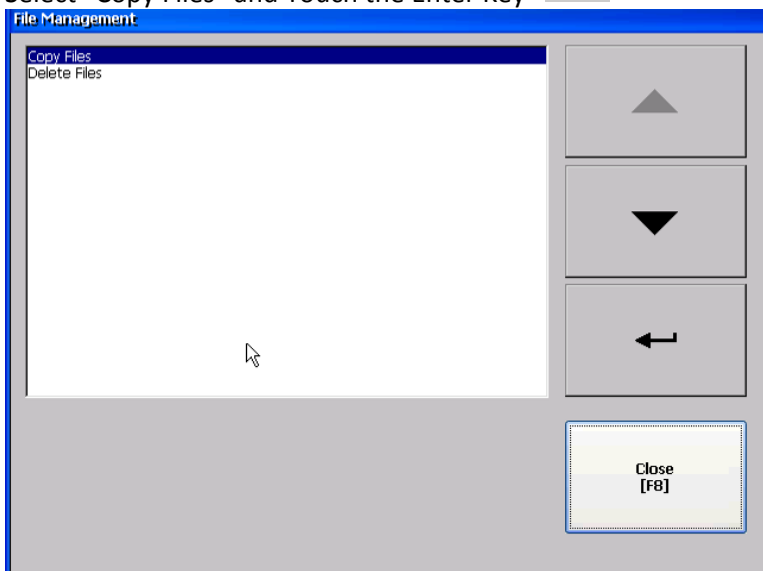 Select "Copy Files" and Touch the Enter Key
File Management
Copy Files
Delete Files
Close
[F8]